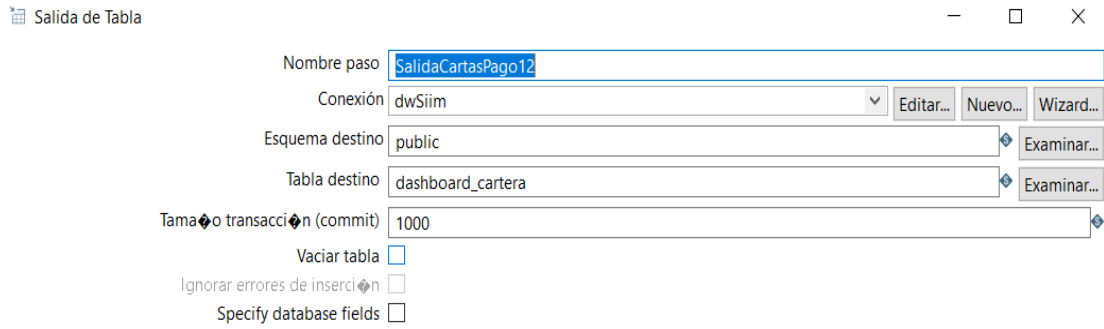 Salida de Tabla
Nombre paso SalidaCartasPago12
Conexión dwSiim Editar... Nuevo... Wizard...
Esquema destino public Examinar...
Tabla destino dashboard_cartera Examinar...
Tama�o transacci�n (commit) 1000
Vaciar tabla
Ignorar errores de inserci�n
Specify database fields